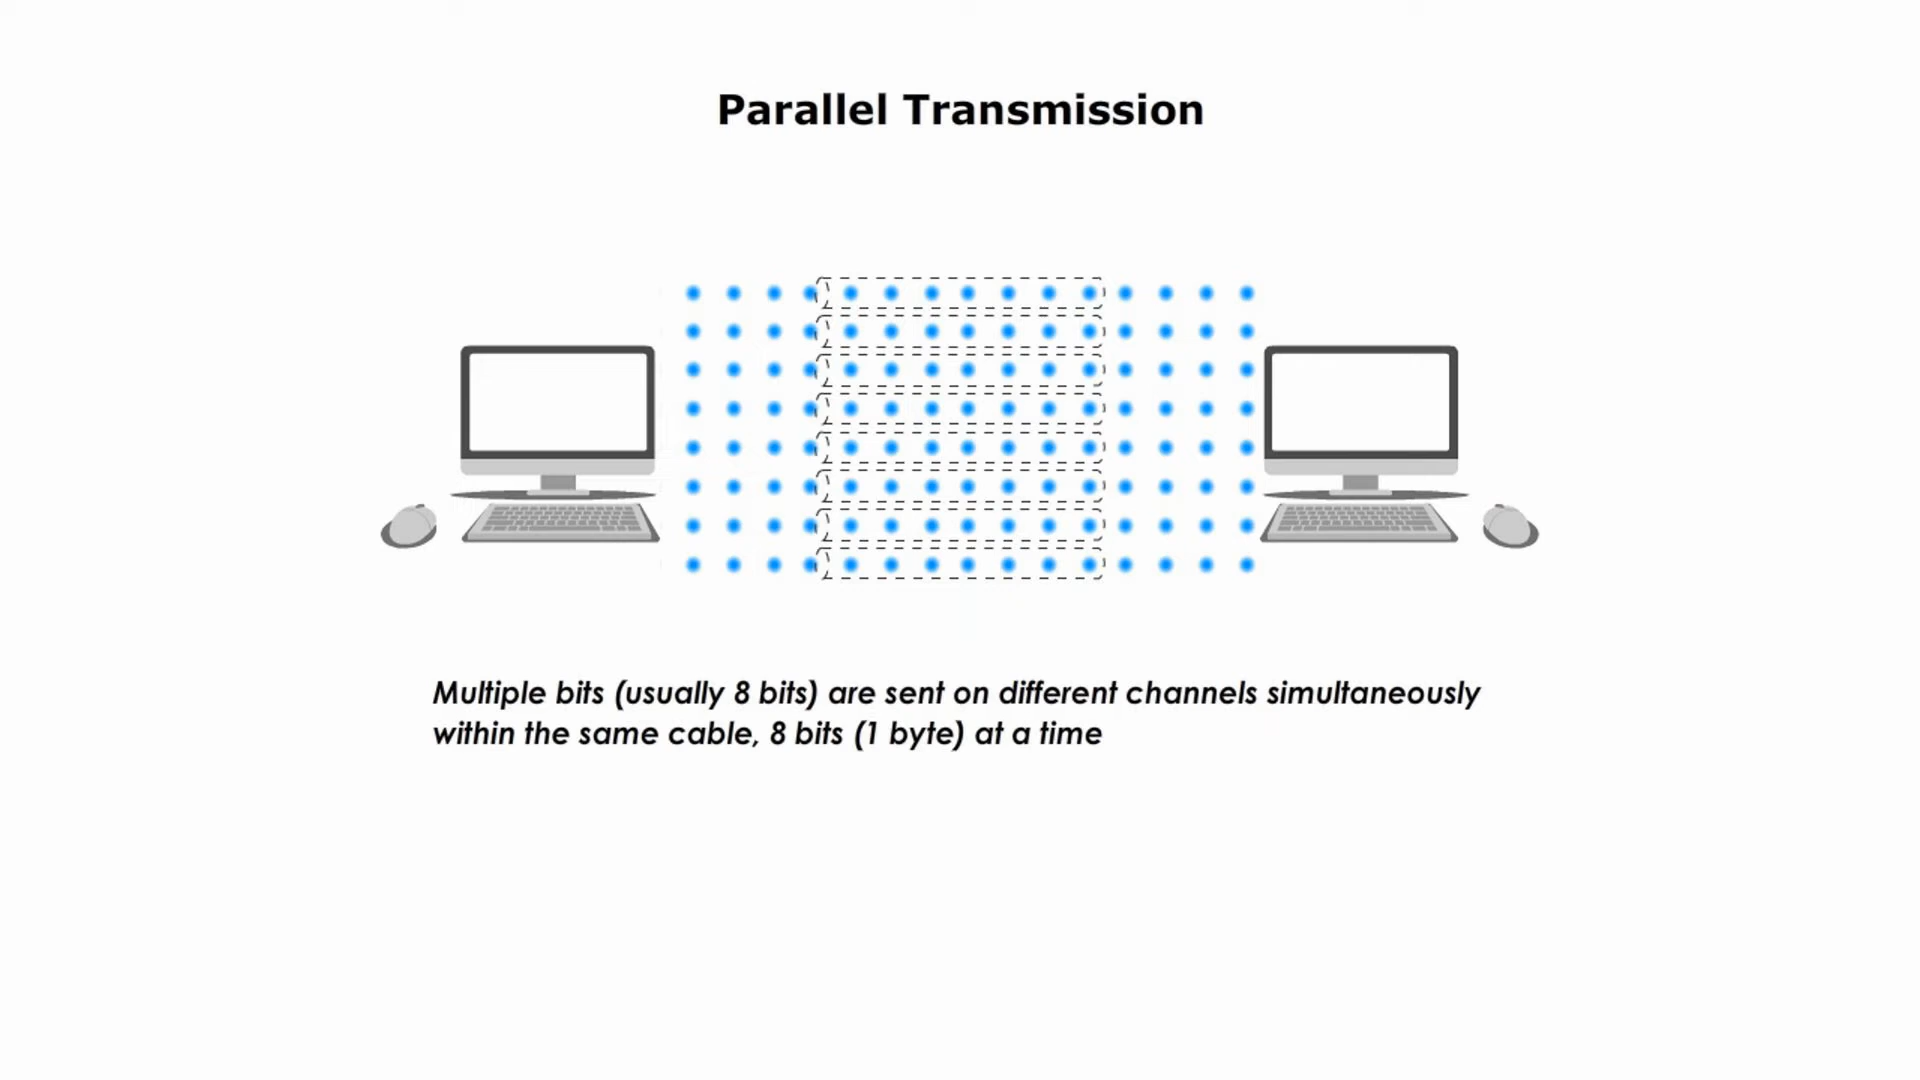 Parallel Transmission
Multiple bits (usually 8 bits) are sent on different channels simultaneously
within the same cable, 8 bits (1 byte) at a time